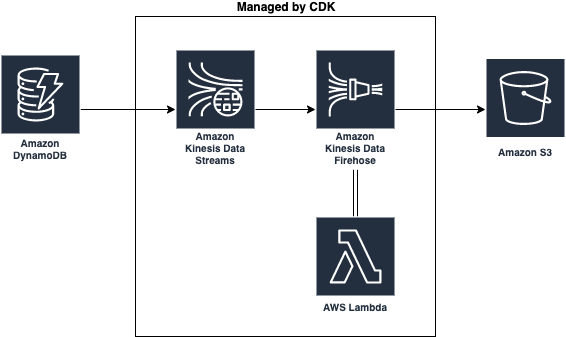 Managed by CDK
Amazon
DynamoDB
Amazon
Kinesis Data
Streams
Amazon
Kinesis Data
Firehose
Amazon S3
AWS Lambda